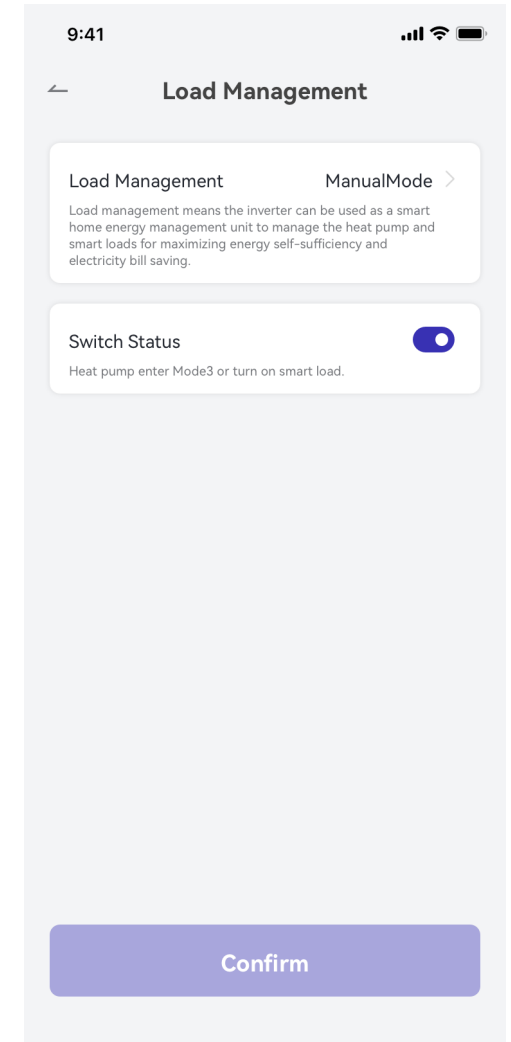 9:41
Load Management
Load Management ManualMode
Load management means the inverter can be used as a smart
home energy management unit to manage the heat pump and
smart loads for maximizing energy self-sufficiency and
electricity bill saving.
Switch Status
Heat pump enter Mode3 or turn on smart load.
Confirm